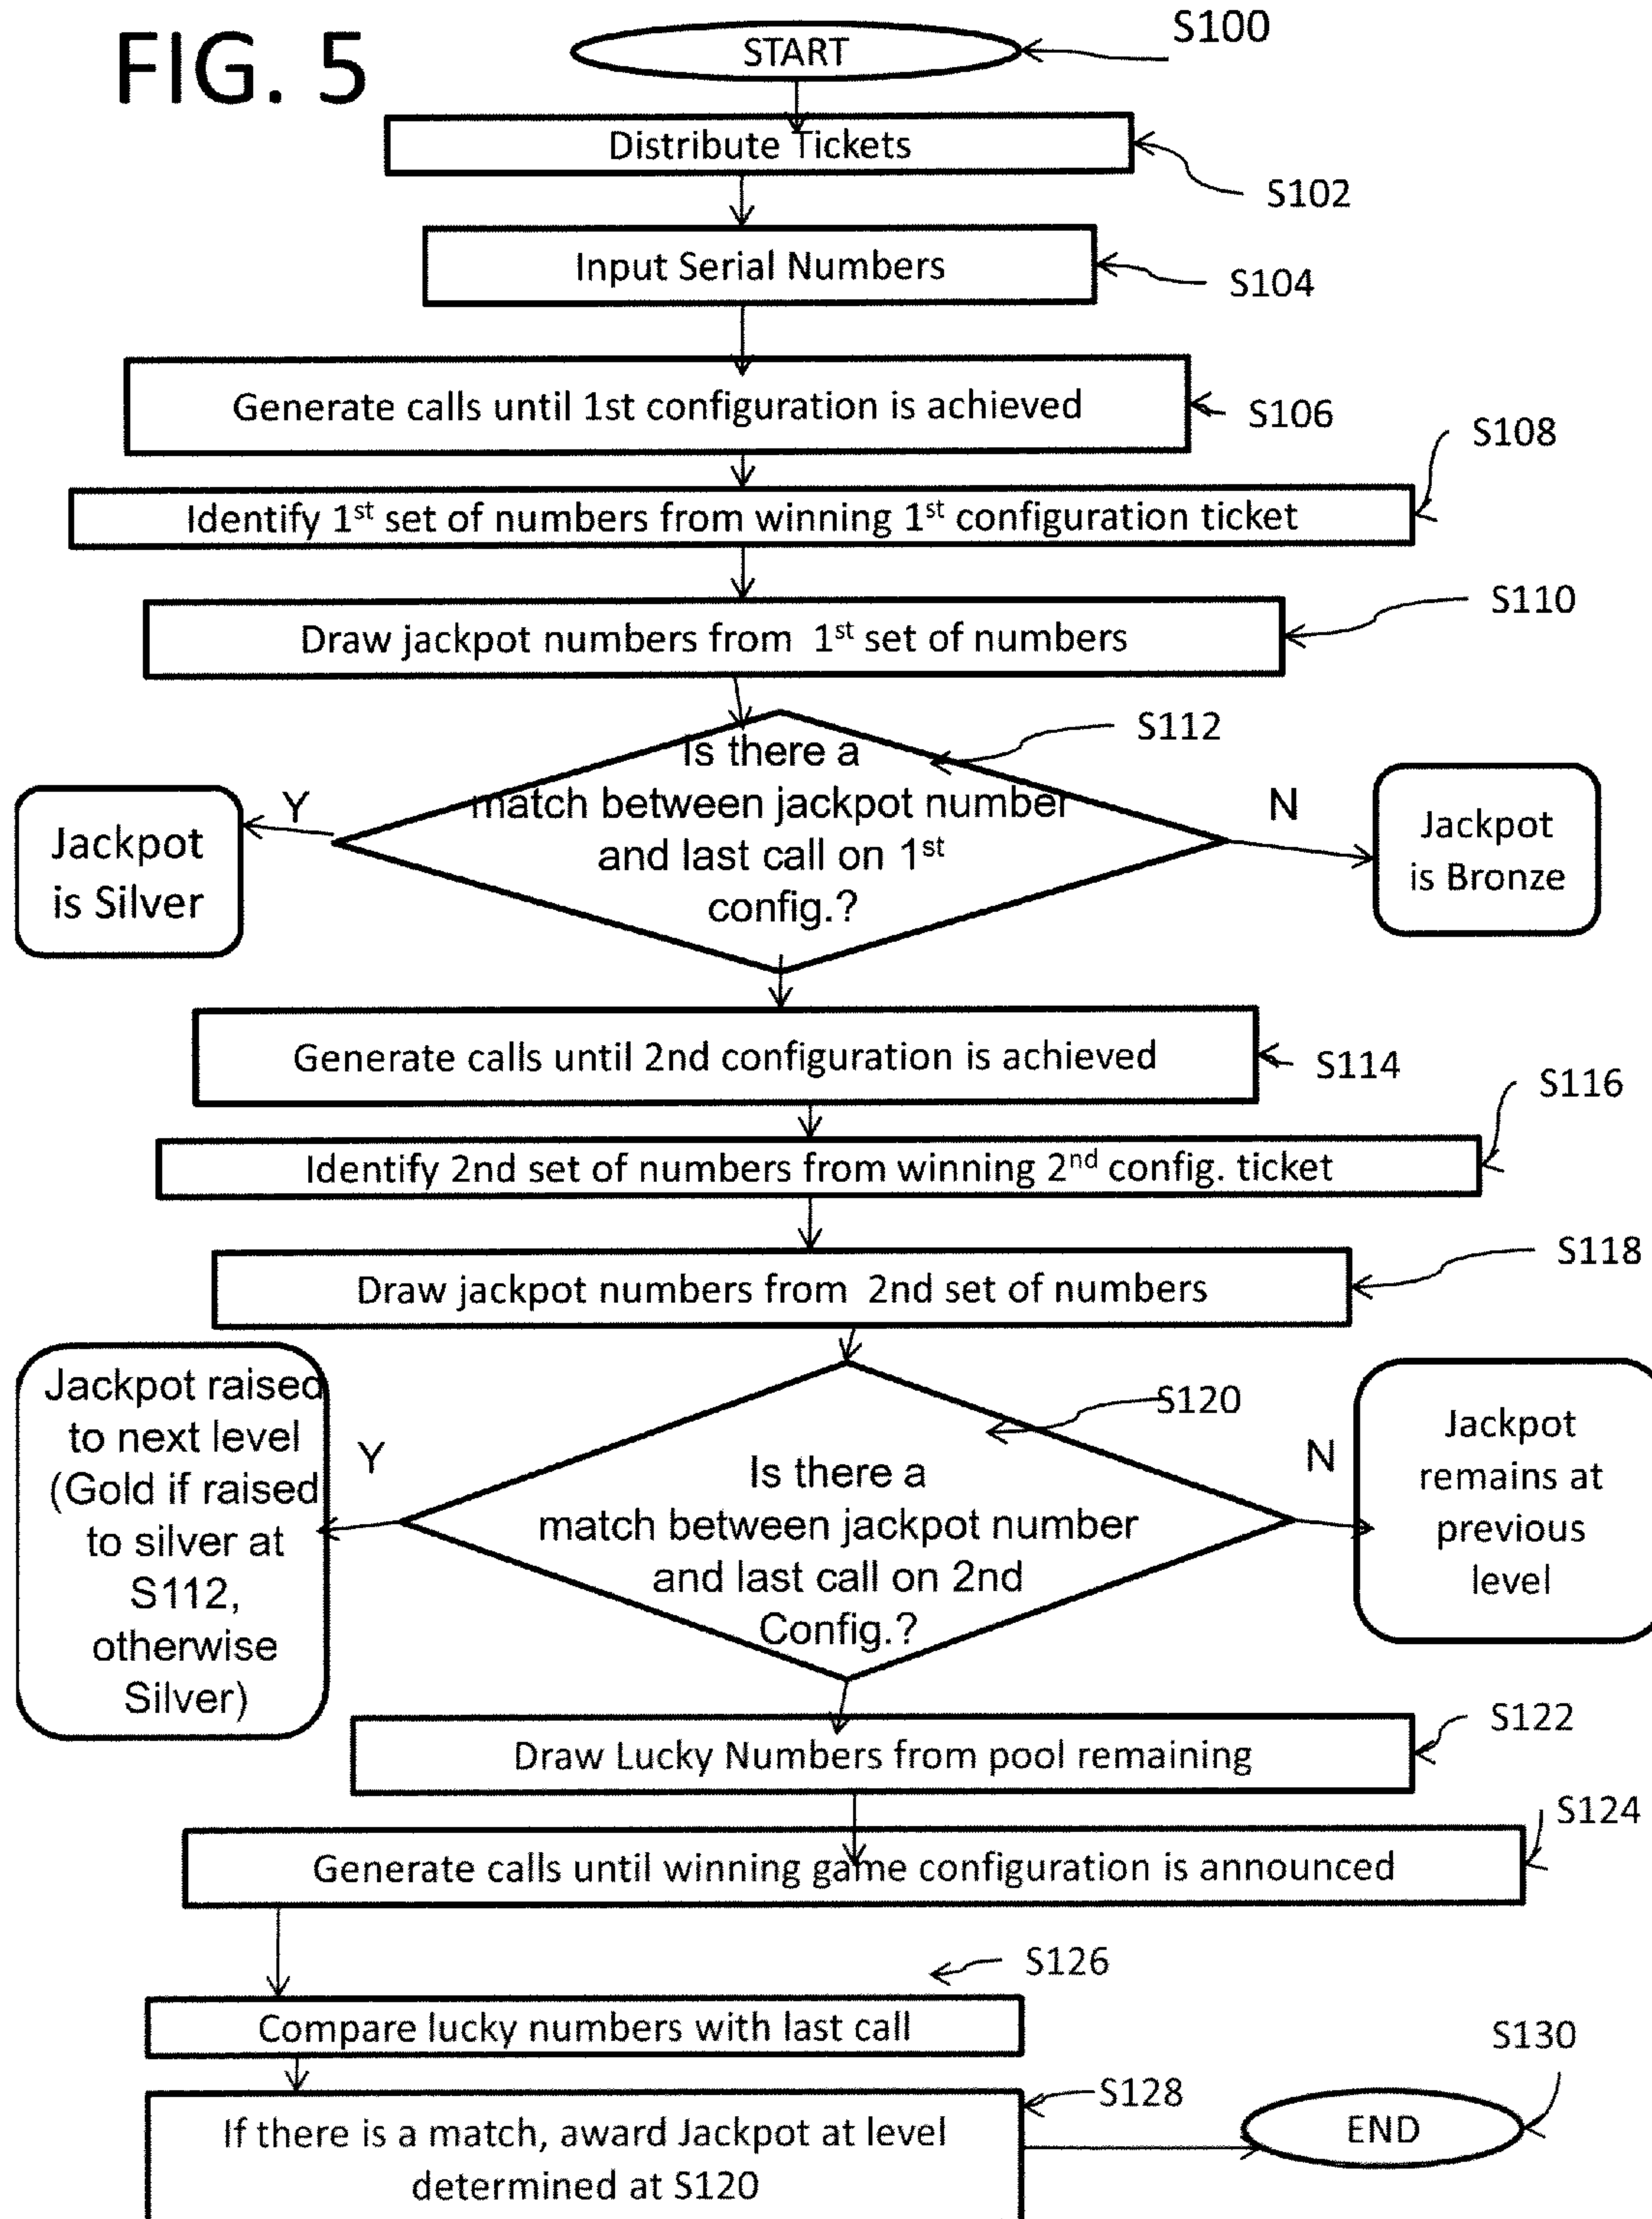 FIG. 5
START
S100
Distribute Tickets
S102
Input Serial Numbers
S104
Generate calls until 1st configuration is achieved
S106
S108
Identify 1st set of numbers from winning 1st configuration ticket
S110
Draw jackpot numbers from 1st set of numbers
S112
Is there a
match between jackpot number
and last call on 1st
config.?
Y
N
Jackpot
is Silver
Jackpot
is Bronze
Generate calls until 2nd configuration is achieved
S114
S116
Identify 2nd set of numbers from winning 2nd config. ticket
S118
Draw jackpot numbers from 2nd set of numbers
Jackpot raised
to next level
(Gold if raised
to silver at
S112,
otherwise
Silver)
Y
S120
Is there a
match between jackpot number
and last call on 2nd
Config.?
N
Jackpot
remains at
previous
level
S122
Draw Lucky Numbers from pool remaining
S124
Generate calls until winning game configuration is announced
S126
Compare lucky numbers with last call
S128
S130
If there is a match, award Jackpot at level
determined at S120
END